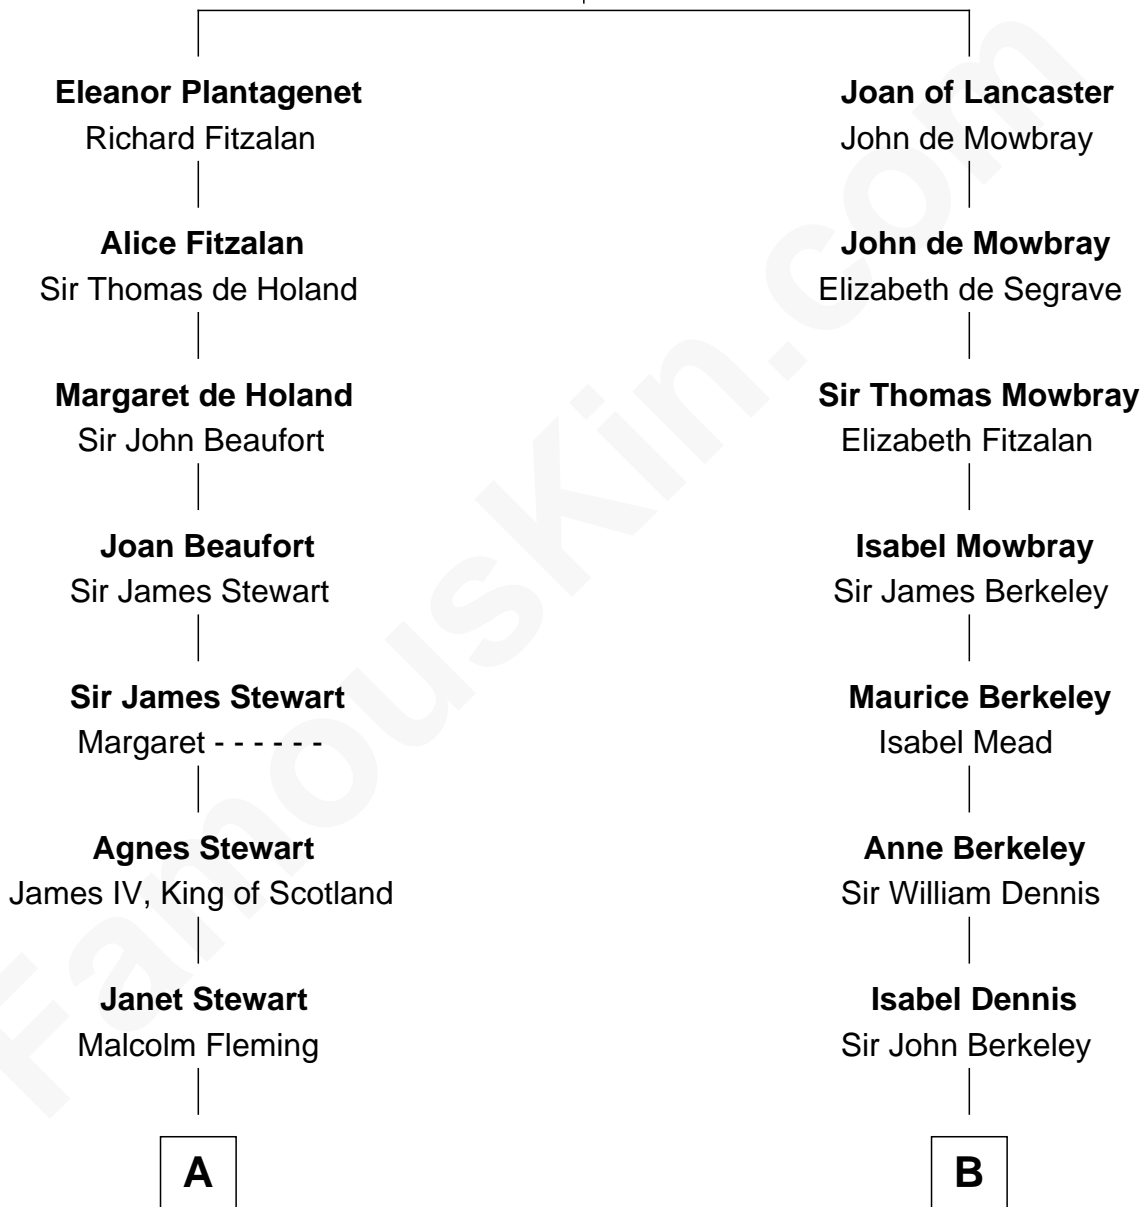 Eleanor Plantagenet
Richard Fitzalan
Alice Fitzalan
Sir Thomas de Holand
Margaret de Holand
Sir John Beaufort
Joan Beaufort
Sir James Stewart
Sir James Stewart
Margaret - - - - - -
Agnes Stewart
James IV, King of Scotland
Janet Stewart
Malcolm Fleming
A
Joan of Lancaster
John de Mowbray
John de Mowbray
Elizabeth de Segrave
Sir Thomas Mowbray
Elizabeth Fitzalan
Isabel Mowbray
Sir James Berkeley
Maurice Berkeley
Isabel Mead
Anne Berkeley
Sir William Dennis
Isabel Dennis
Sir John Berkeley
B
FamousKin.com